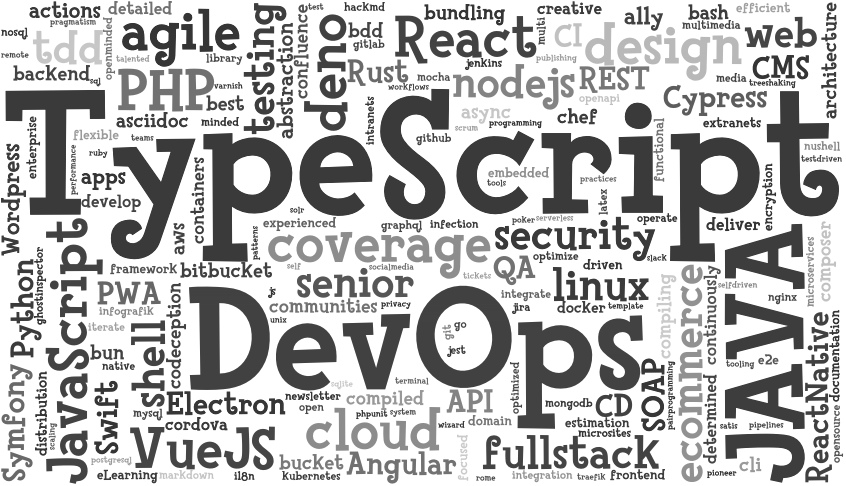 actions
detailed
hackmd
bundling
creative
ally
bash
efficient
pragmatism
test
multi
multimedia
nosql
tdd
openminded
agile
confluence
bdd
React
CI
design
web
architecture
remote
talented
library
gitlab
jenkins
publishing
backend
sql
PHP
varnish
testing
abstraction
deno
Rust
mocha
nodejs
REST
media
CMS
treeshaking
best
workflows
openapi
Cypress
asciidoc
minded
intranets
async
chef
extranets
TypeScript
enterprise
flexible
teams
github
scrum
programming
functional
nushell
testdriven
performance
ruby
embedded
tools
practices
Wordpress
apps
containers
latex
encryption
develop
solr
experienced
graphql
infection
poker
serverless
operate
deliver
JavaScript
aws
patterns
coverage
security
slack
JAVA
microservices
composer
Python
ghostinspector
framework
bitbucket
self
socialmedia
tickets
QA
optimize
driven
compiling
ecommerce
continuously
selfdriven
PWA
js
senior
integrate
linux
nginx
infografik
codeception
communities
privacy
jira
docker
template
iterate
shell
unix
DevOps
git
go
jest
Symfony
bun
native
tooling
e2e
ReactNative
opensource
documentation
distribution
scaling
Swift
sqlite
terminal
optimized
SOAP
pairprogramming
determined
mysql
Electron
newsletter
open
compiled
API
mongodb
CD
cordova
phpunit
system
wizard
domain
estimation
microsites
satis
pipelines
VueJS
cloud
focused
fullstack
postgresql
bucket
Angular
cli
eLearning
markdown
i18n
Kubernetes
rome
integration
traefik
frontend
pioneer